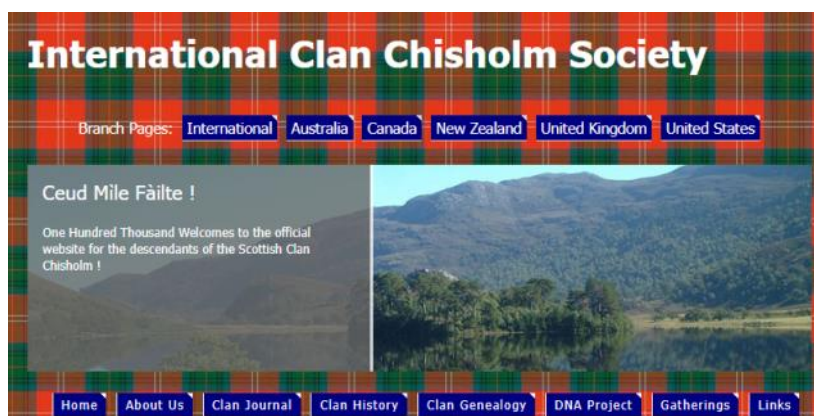 International Clan Chisholm Society
Branch Pages: International Australia Canada New Zealand United Kingdom United States
Ceud Mìle Fàilte !
One Hundred Thousand Welcomes to the official
website for the descendants of the Scottish Clan
Chisholm !
Home About Us Clan Journal Clan History Clan Genealogy DNA Project Gatherings Links